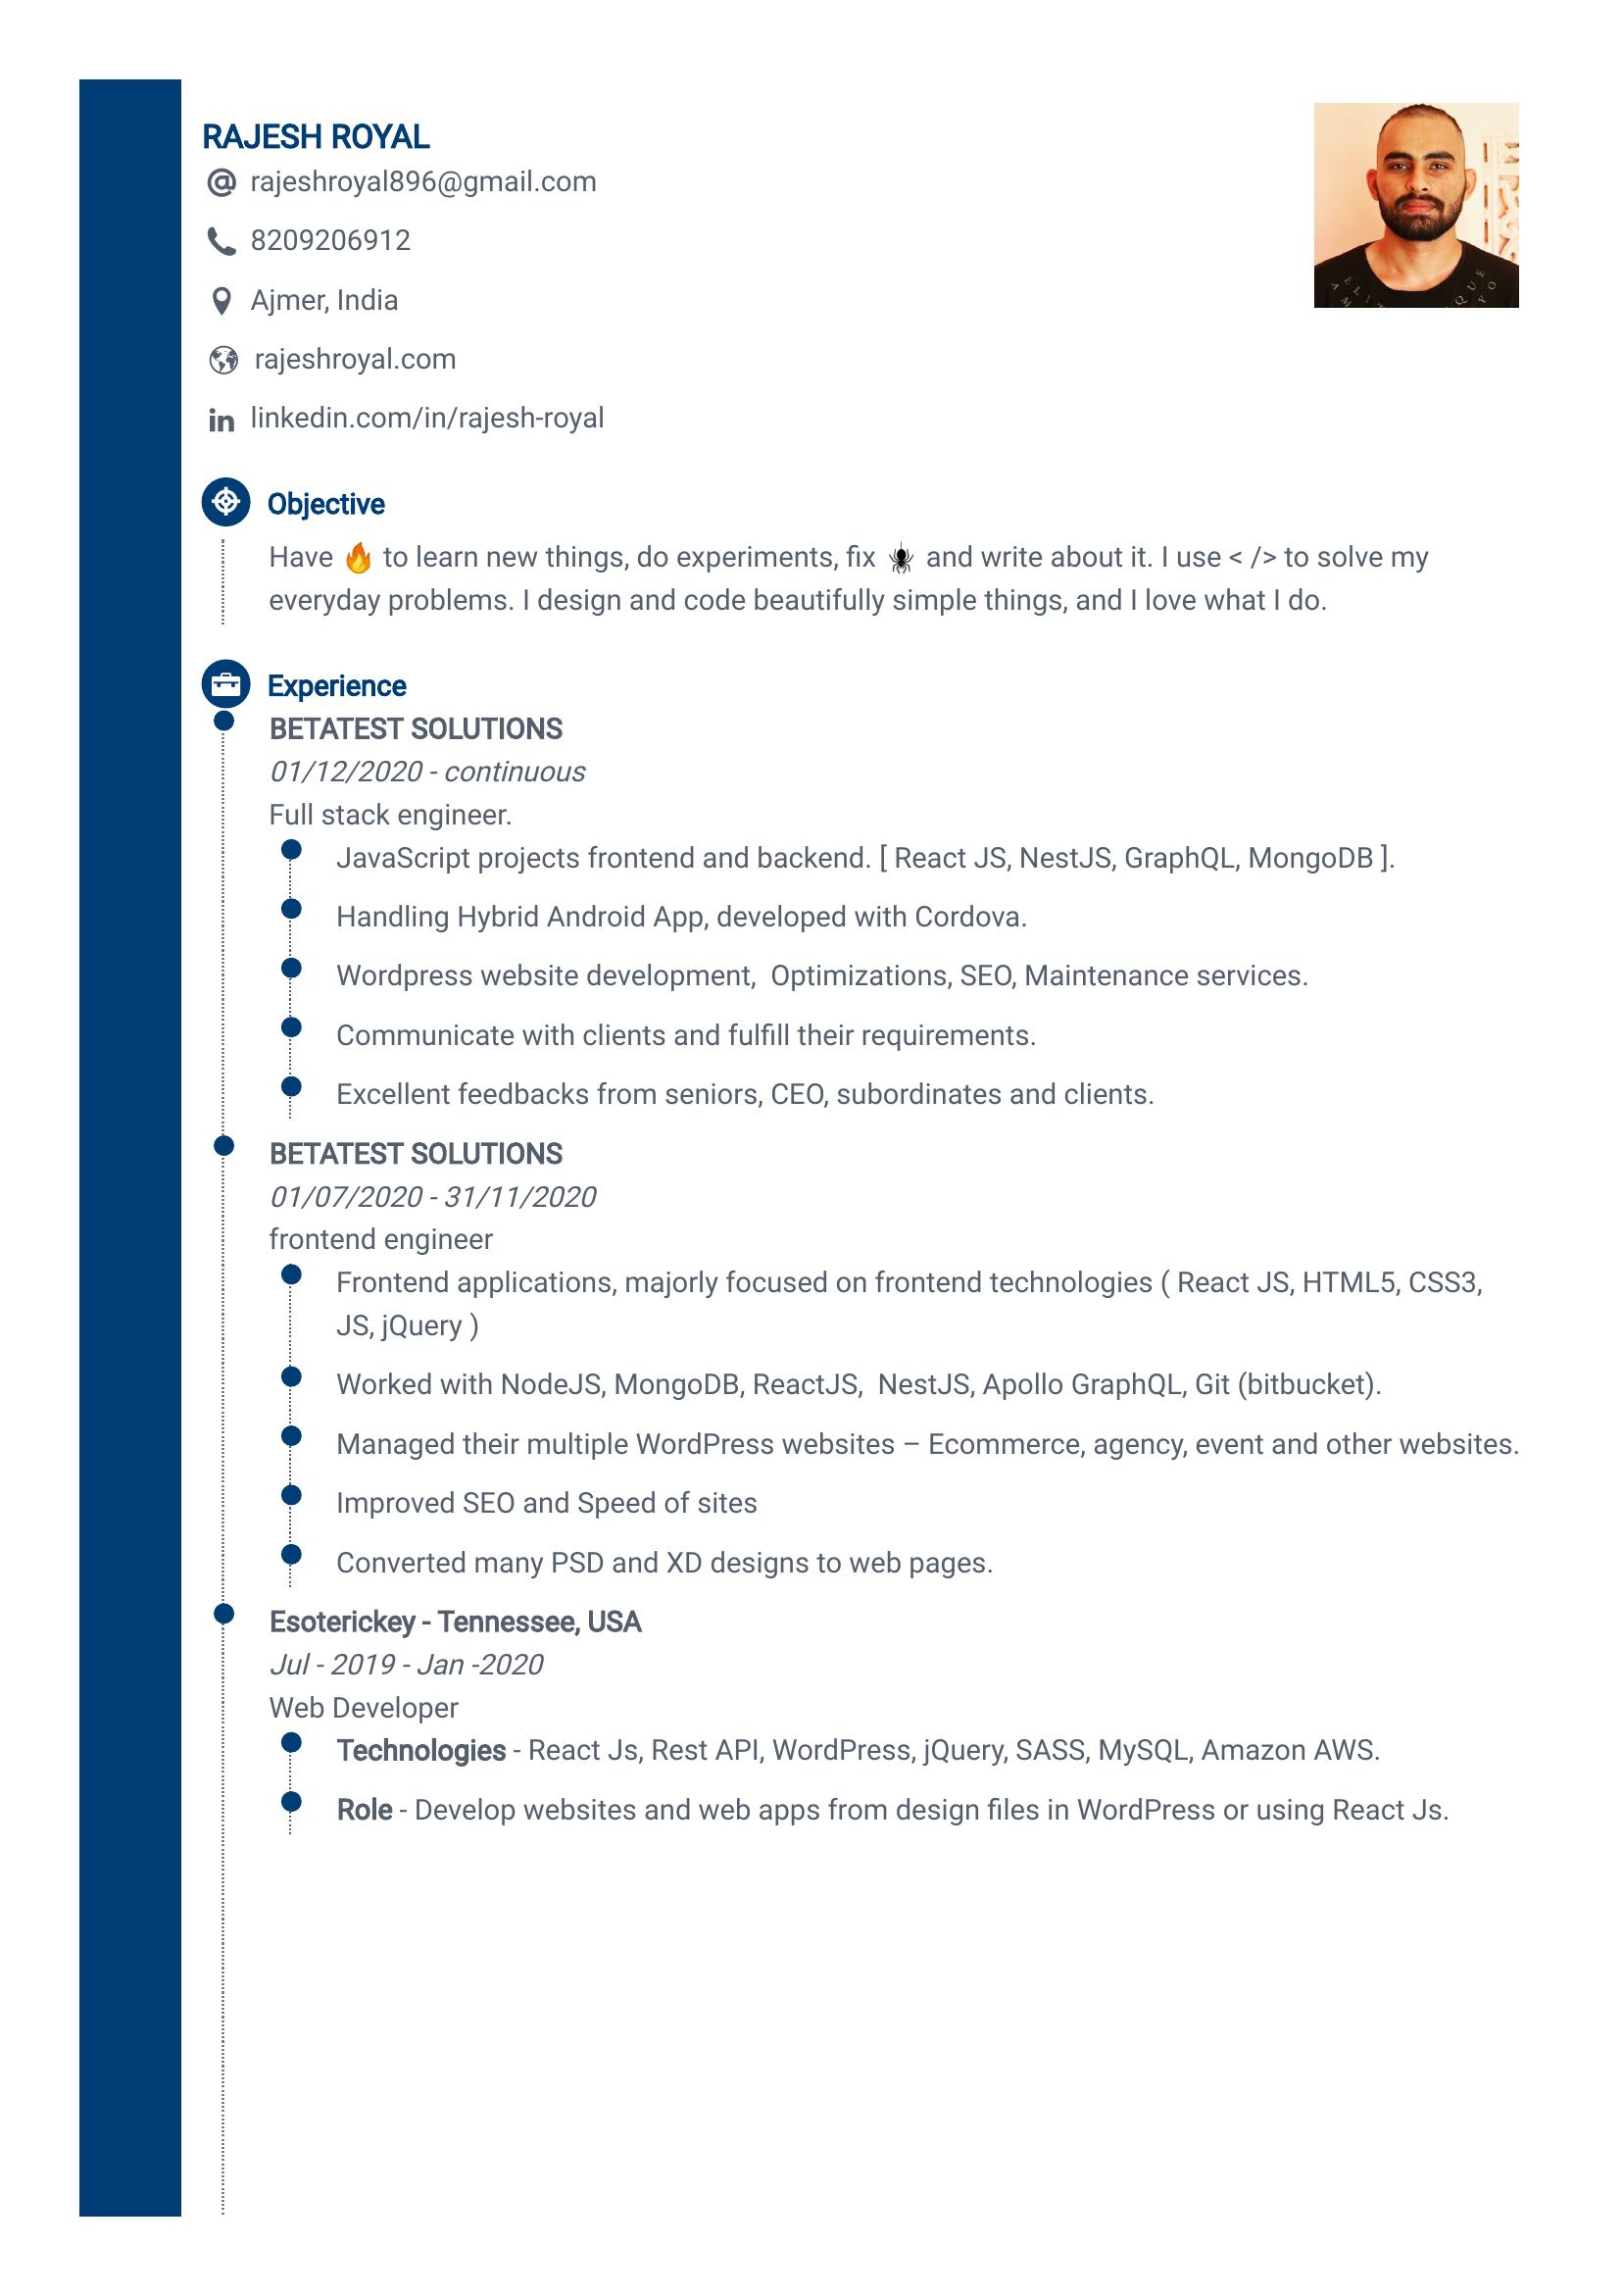 RAJESH ROYAL
rajeshroyal896@gmail.com
8209206912
Ajmer, India
rajeshroyal.com
linkedin.com/in/rajesh-royal
Objective
Have 🔥 to learn new things, do experiments, fix 🕷 and write about it. I use < /> to solve my
everyday problems. I design and code beautifully simple things, and I love what I do.
Experience
BETATEST SOLUTIONS
01/12/2020 - continuous
Full stack engineer.
JavaScript projects frontend and backend. [ React JS, NestJS, GraphQL, MongoDB ].
Handling Hybrid Android App, developed with Cordova.
Wordpress website development,  Optimizations, SEO, Maintenance services.
Communicate with clients and fulfill their requirements.
Excellent feedbacks from seniors, CEO, subordinates and clients.
BETATEST SOLUTIONS
01/07/2020 - 31/11/2020
frontend engineer
Frontend applications, majorly focused on frontend technologies ( React JS, HTML5, CSS3,
JS, jQuery )
Worked with NodeJS, MongoDB, ReactJS,  NestJS, Apollo GraphQL, Git (bitbucket).
Managed their multiple WordPress websites – Ecommerce, agency, event and other websites.
Improved SEO and Speed of sites
Converted many PSD and XD designs to web pages.
Esoterickey - Tennessee, USA
Jul - 2019 - Jan -2020
Web Developer
Technologies - React Js, Rest API, WordPress, jQuery, SASS, MySQL, Amazon AWS.
Role - Develop websites and web apps from design files in WordPress or using React Js.